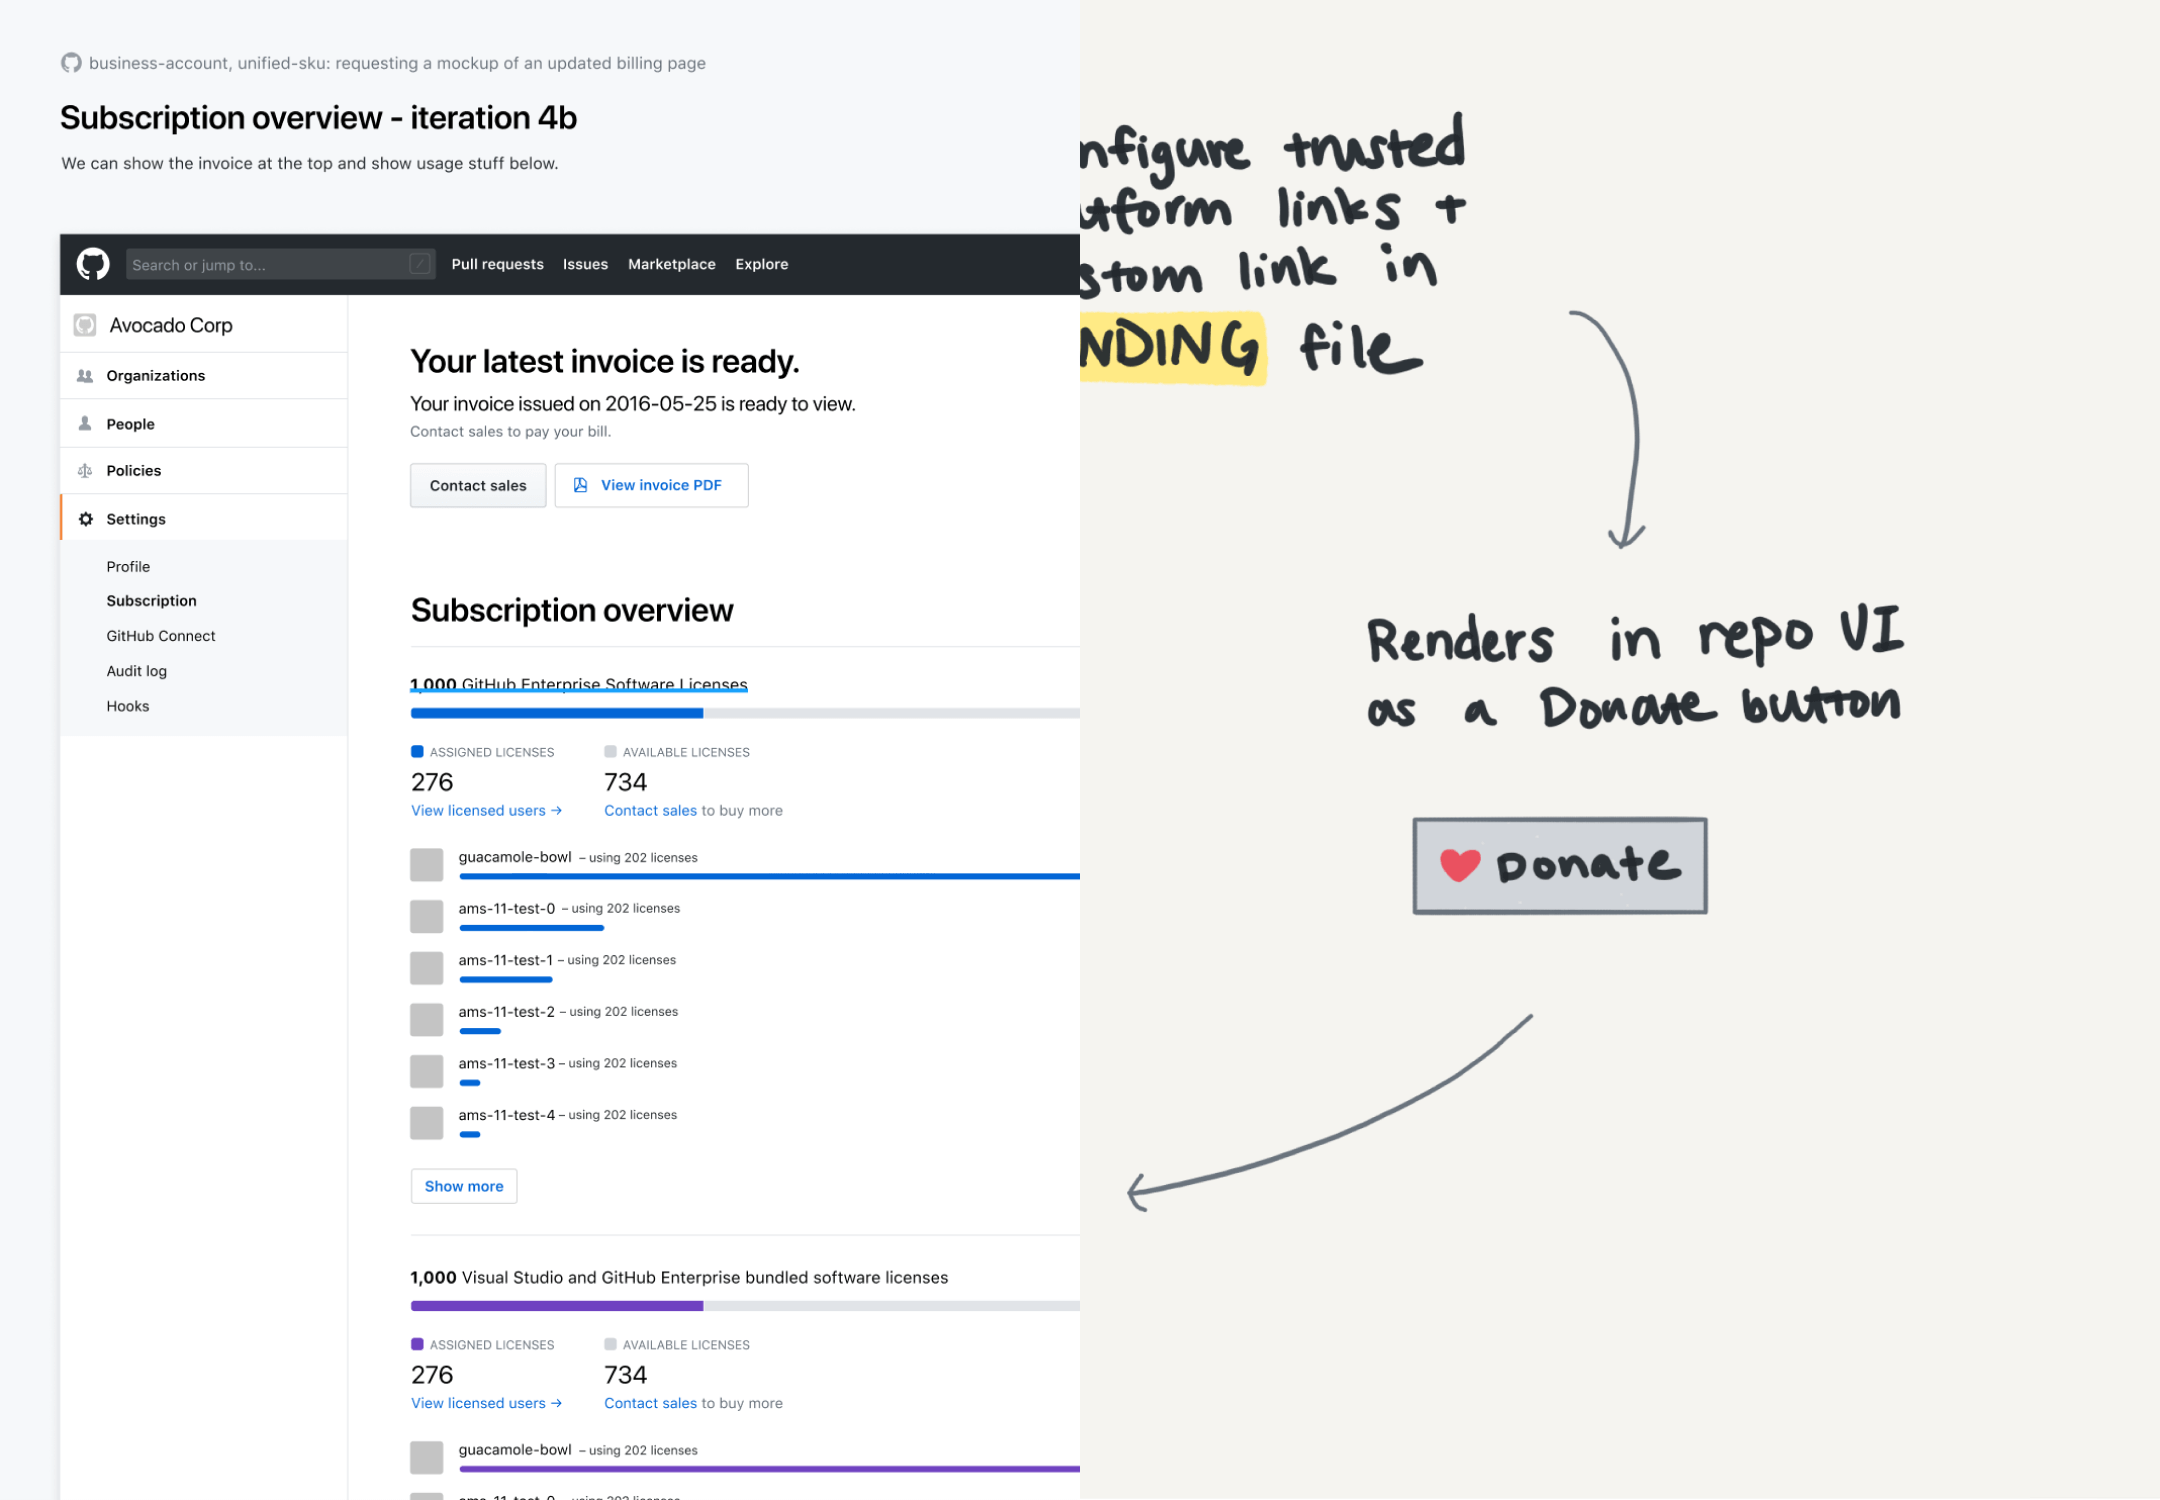 business-account, unified-sku: requesting a mockup of an updated billing page
Subscription overview - iteration 4b
We can show the invoice at the top and show usage stuff below.
Search or jump to... /
Pull requests Issues Marketplace Explore
Avocado Corp
Organizations
People
Policies
Settings
Profile
Subscription
GitHub Connect
Audit log
Hooks
Your latest invoice is ready.
Your invoice issued on 2016-05-25 is ready to view.
Contact sales to pay your bill.
Contact sales View invoice PDF
Subscription overview
1,000 GitHub Enterprise Software Licenses
ASSIGNED LICENSES AVAILABLE LICENSES
276 734
View licensed users → Contact sales to buy more
guacamole-bowl – using 202 licenses
ams-11-test-0 – using 202 licenses
ams-11-test-1 – using 202 licenses
ams-11-test-2 – using 202 licenses
ams-11-test-3 – using 202 licenses
ams-11-test-4 – using 202 licenses
Show more
1,000 Visual Studio and GitHub Enterprise bundled software licenses
ASSIGNED LICENSES AVAILABLE LICENSES
276 734
View licensed users → Contact sales to buy more
guacamole-bowl – using 202 licenses
nfigure trusted
tform links +
stom link in
NDING file
Renders in repo UI
as a Donate button
Donate